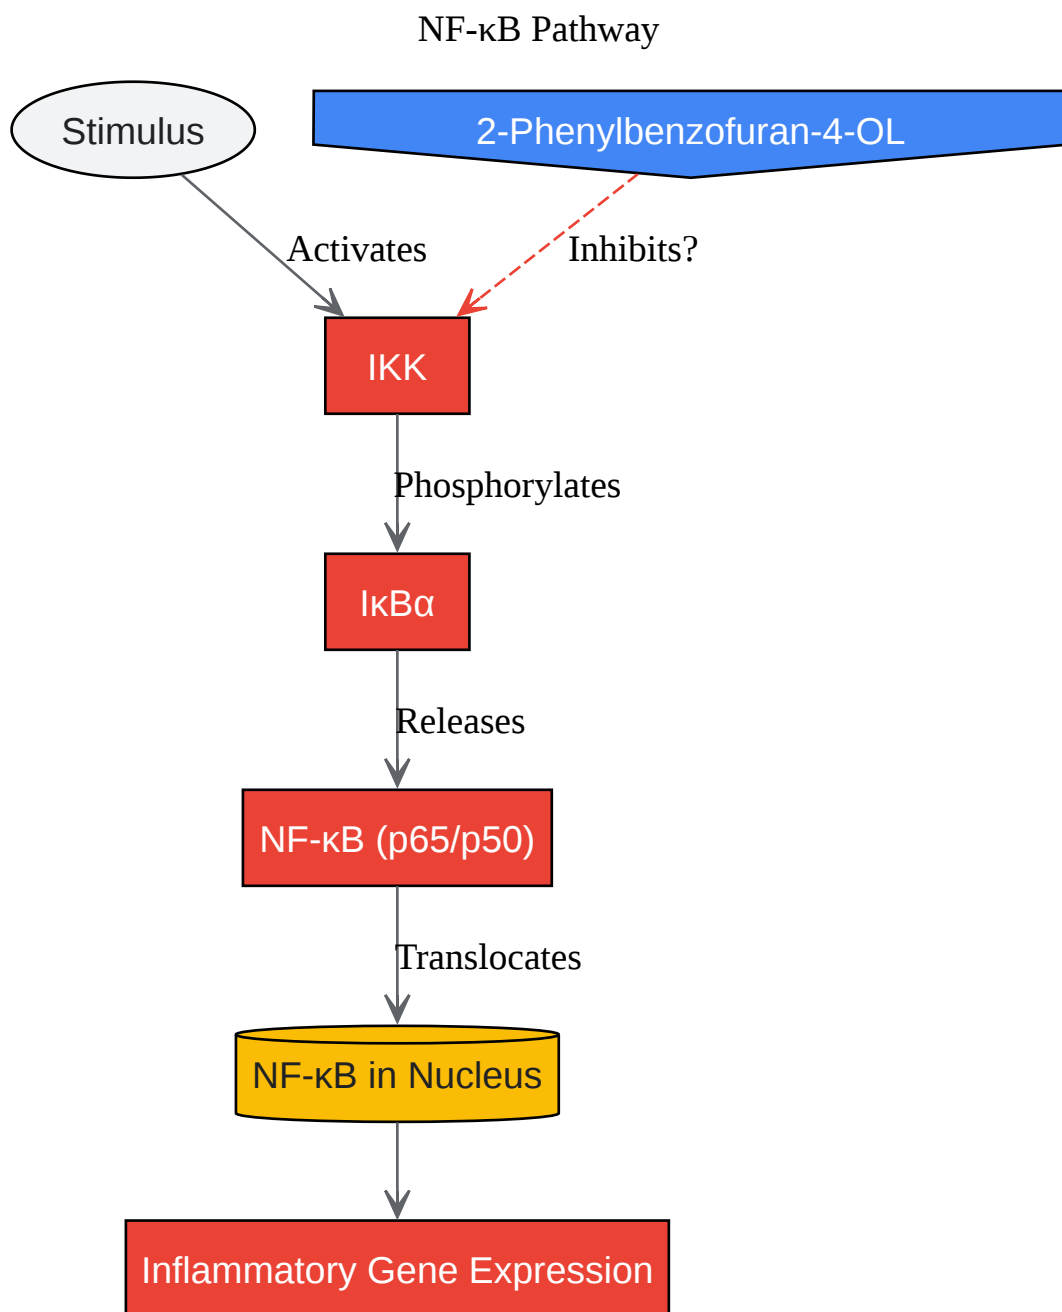 NF-κB Pathway
Stimulus
2-Phenylbenzofuran-4-OL
Activates
Inhibits?
IKK
Phosphorylates
IκBα
Releases
NF-κB (p65/p50)
Translocates
NF-κB in Nucleus
Inflammatory Gene Expression